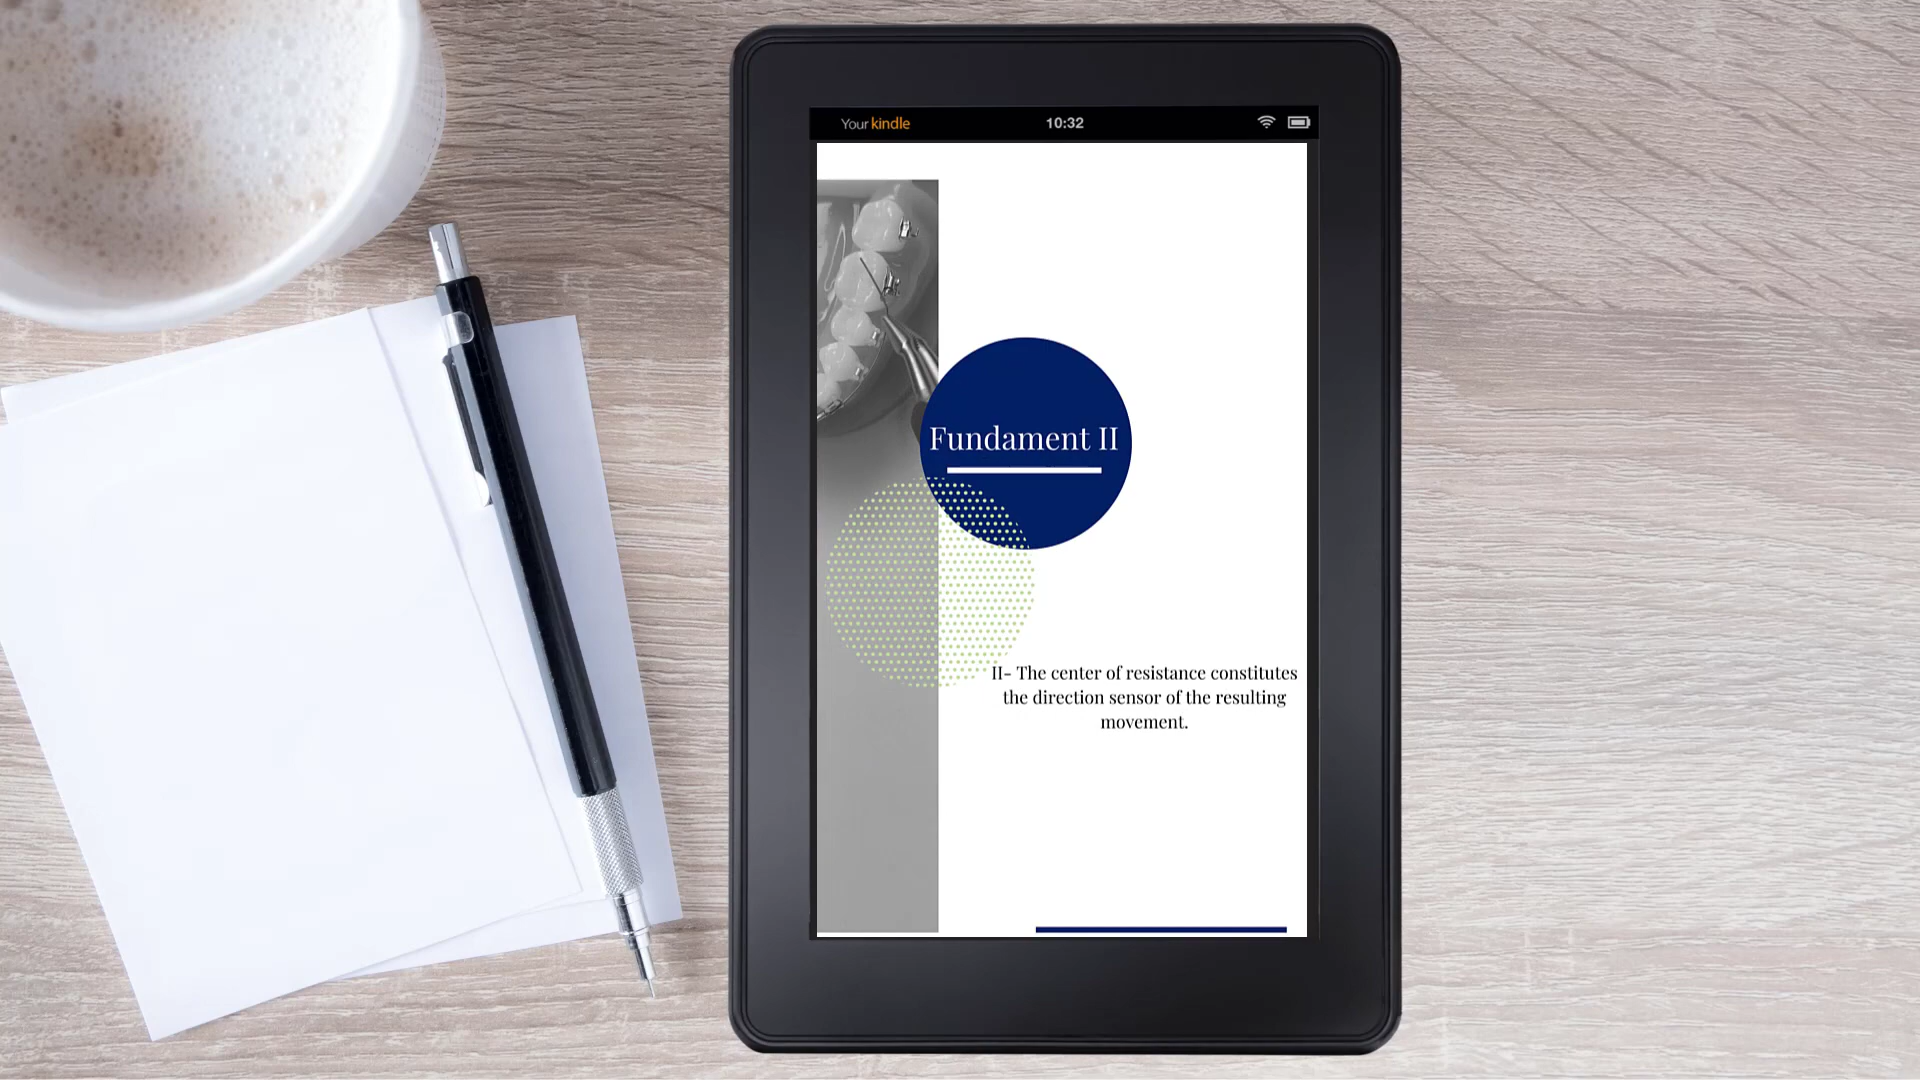 Your kindle
10:32
Fundament II
II- The center of resistance constitutes
the direction sensor of the resulting
movement.